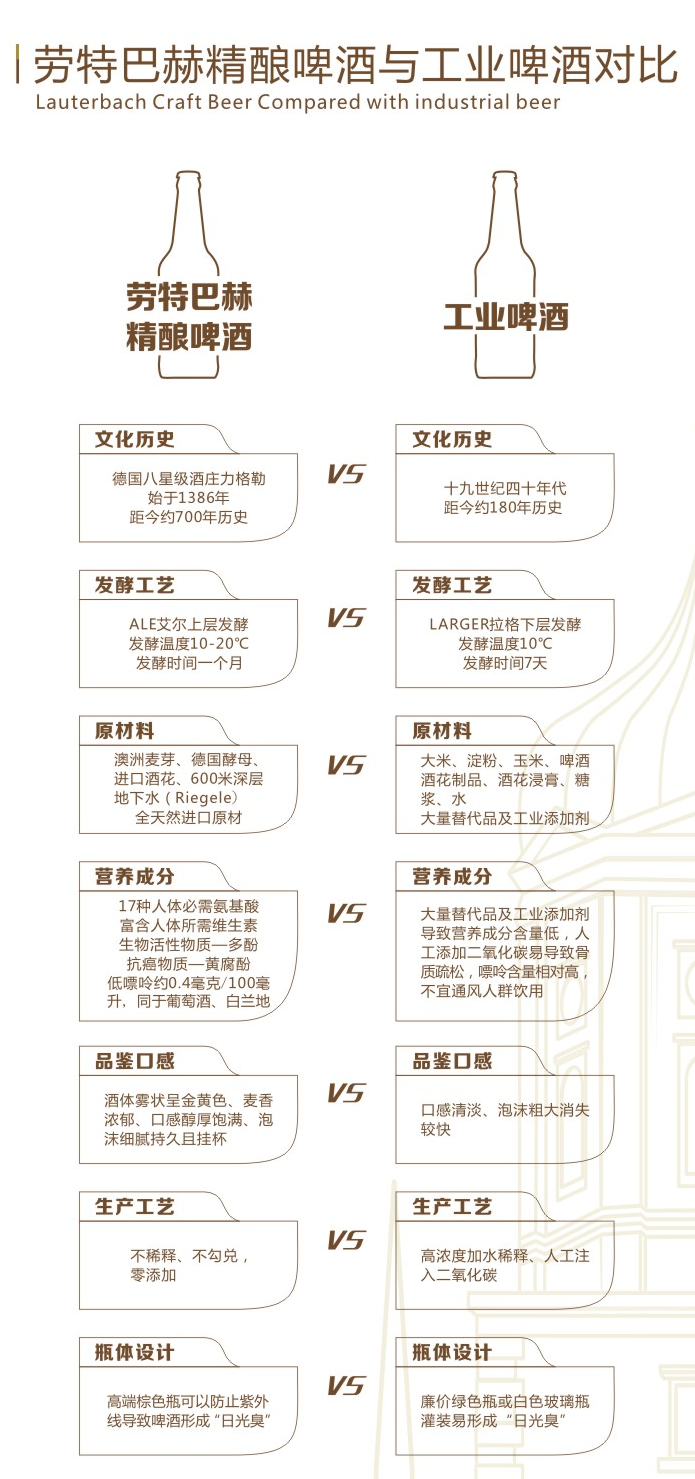 劳特巴赫精酿啤酒与工业啤酒对比
Lauterbach Craft Beer Compared with industrial beer
劳特巴赫
精酿啤酒
工业啤酒
文化历史
德国八星级酒庄力格勒
始于1386年
距今约700年历史
VS
文化历史
十九世纪四十年代
距今约180年历史
发酵工艺
ALE艾尔上层发酵
发酵温度10-20℃
发酵时间一个月
VS
发酵工艺
LARGER拉格下层发酵
发酵温度10℃
发酵时间7天
原材料
澳洲麦芽、德国酵母、
进口酒花、600米深层
地下水（Riegele）
全天然进口原材
VS
原材料
大米、淀粉、玉米、啤酒
酒花制品、酒花浸膏、糖
浆、水
大量替代品及工业添加剂
营养成分
17种人体必需氨基酸
富含人体所需维生素
生物活性物质—多酚
抗癌物质—黄腐酚
低嘌呤约0.4毫克/100毫
升，同于葡萄酒、白兰地
VS
营养成分
大量替代品及工业添加剂
导致营养成分含量低，人
工添加二氧化碳易导致骨
质疏松，嘌呤含量相对高，
不宜通风人群饮用
品鉴口感
酒体雾状呈金黄色、麦香
浓郁、口感醇厚饱满、泡
沫细腻持久且挂杯
VS
品鉴口感
口感清淡、泡沫粗大消失
较快
生产工艺
不稀释、不勾兑，
零添加
VS
生产工艺
高浓度加水稀释、人工注
入二氧化碳
瓶体设计
高端棕色瓶可以防止紫外
线导致啤酒形成“日光臭”
VS
瓶体设计
廉价绿色瓶或白色玻璃瓶
灌装易形成“日光臭”